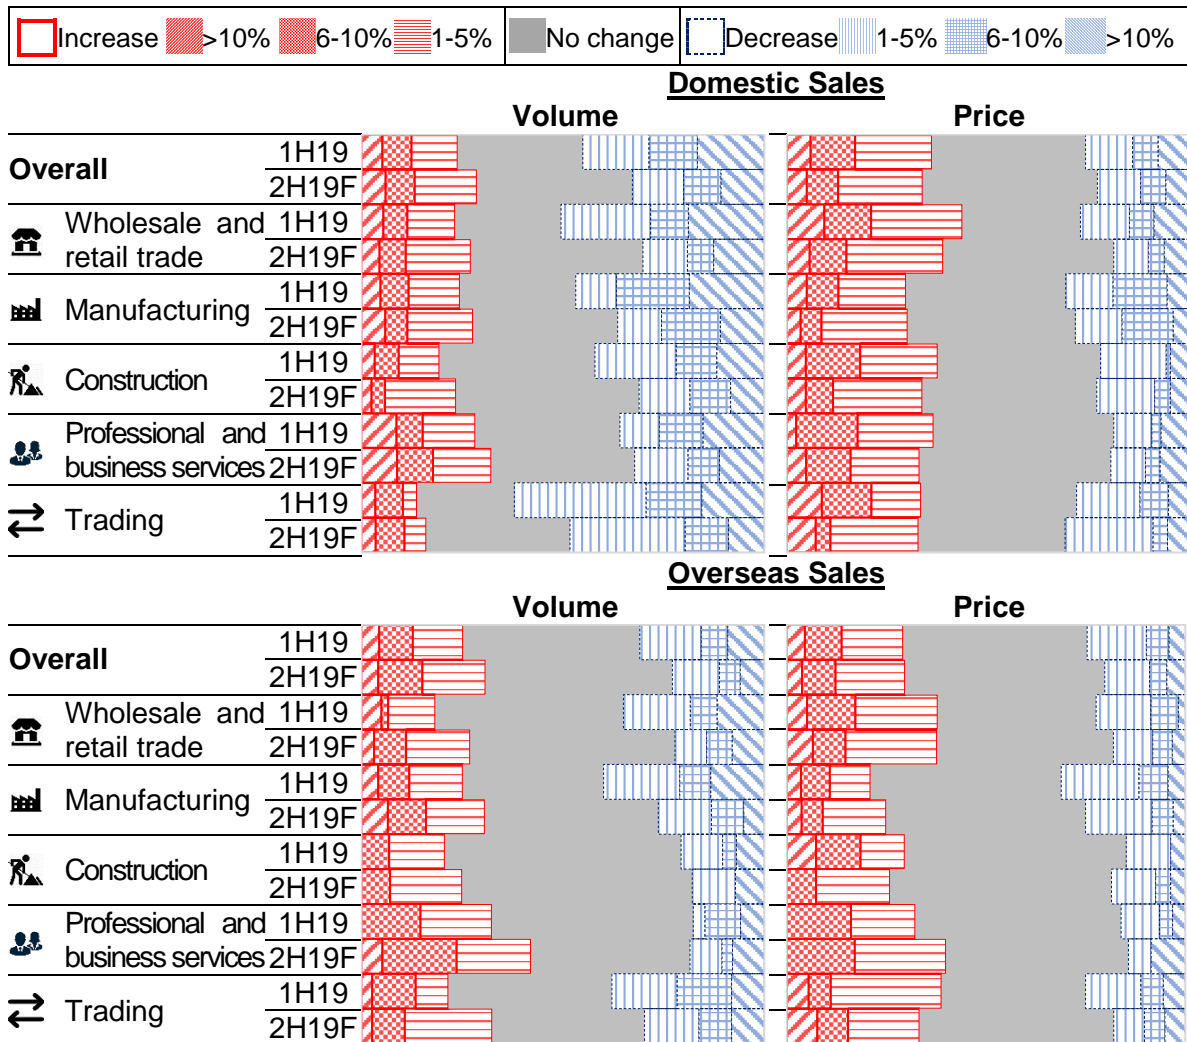 Increase >10% 6-10% 1-5% No change Decrease 1-5% 6-10% >10%
Domestic Sales
Volume Price
Overall 1H19
2H19F
Wholesale and retail trade 1H19
2H19F
Manufacturing 1H19
2H19F
Construction 1H19
2H19F
Professional and business services 1H19
2H19F
Trading 1H19
2H19F
Overseas Sales
Volume Price
Overall 1H19
2H19F
Wholesale and retail trade 1H19
2H19F
Manufacturing 1H19
2H19F
Construction 1H19
2H19F
Professional and business services 1H19
2H19F
Trading 1H19
2H19F